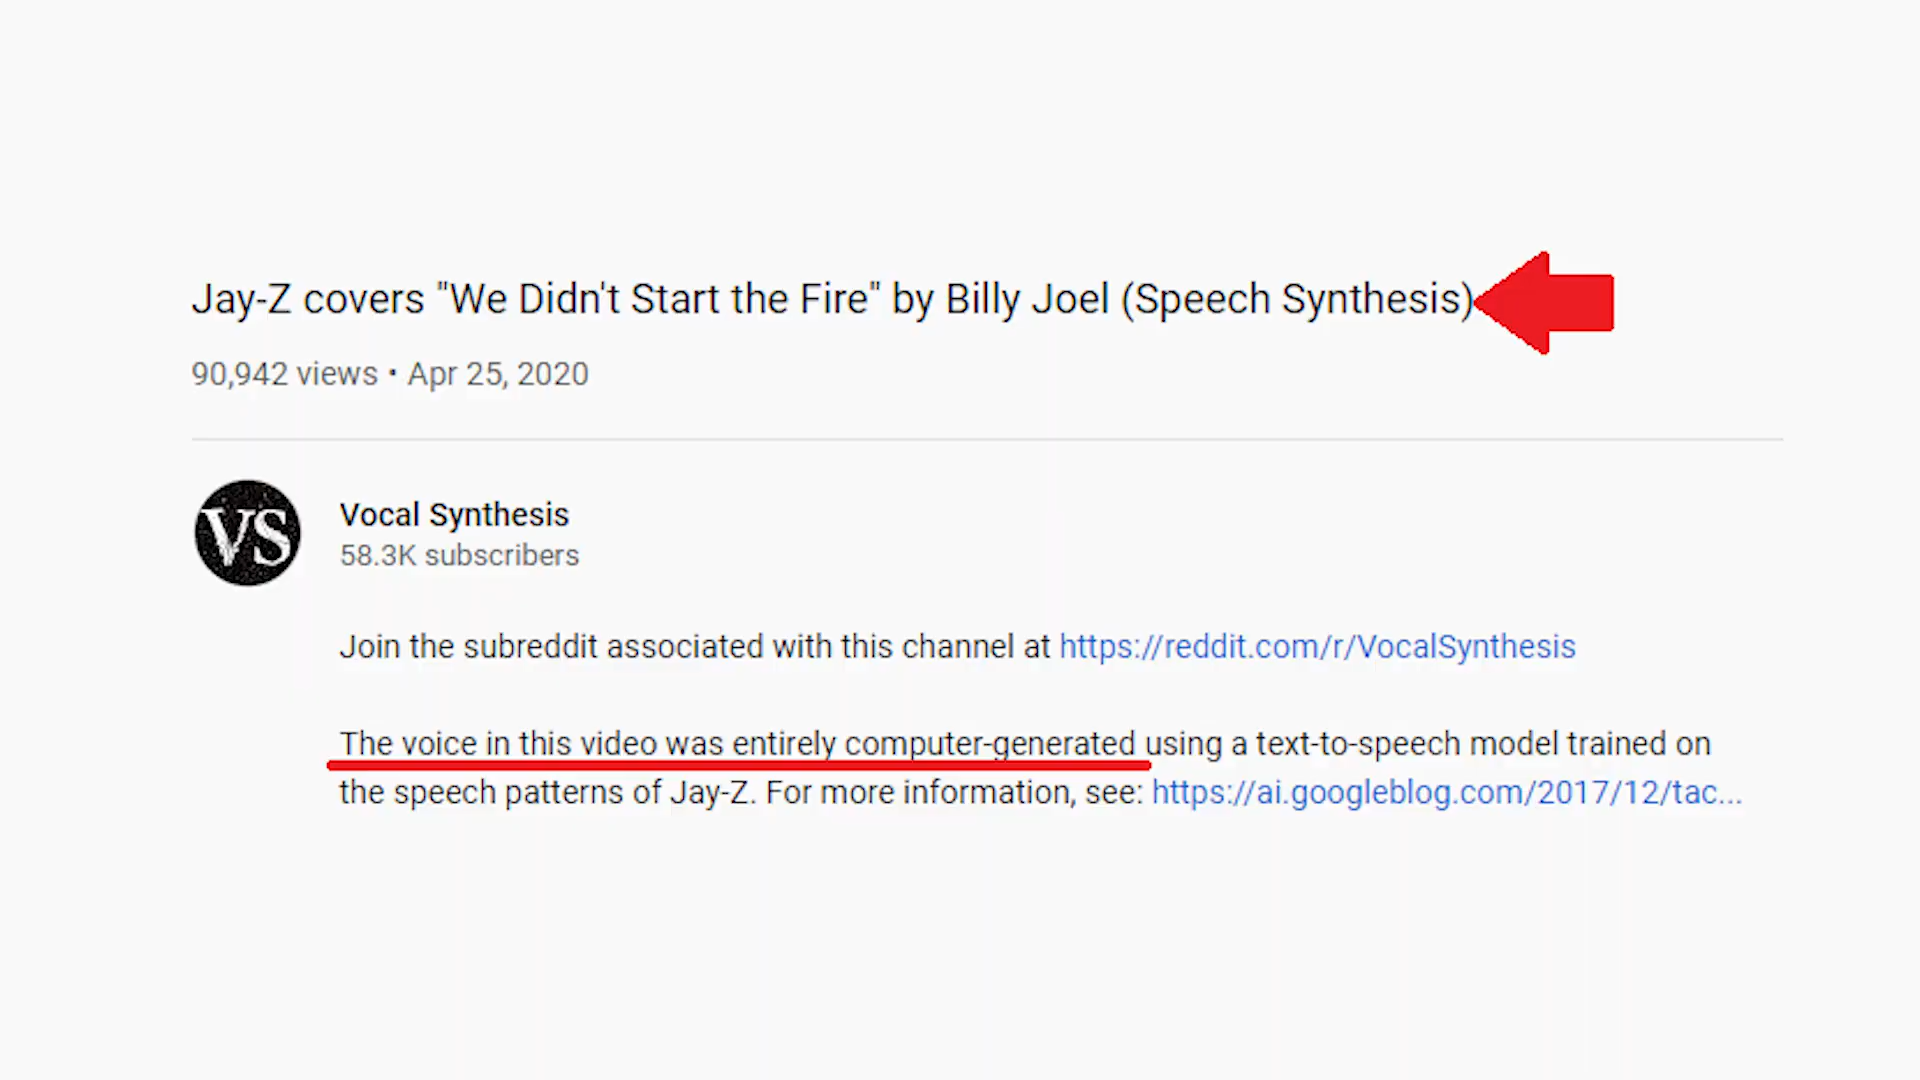 Jay-Z covers "We Didn't Start the Fire" by Billy Joel (Speech Synthesis)
90,942 views • Apr 25, 2020
VS
Vocal Synthesis
58.3K subscribers
Join the subreddit associated with this channel at https://reddit.com/r/VocalSynthesis
The voice in this video was entirely computer-generated using a text-to-speech model trained on
the speech patterns of Jay-Z. For more information, see: https://ai.googleblog.com/2017/12/tac...